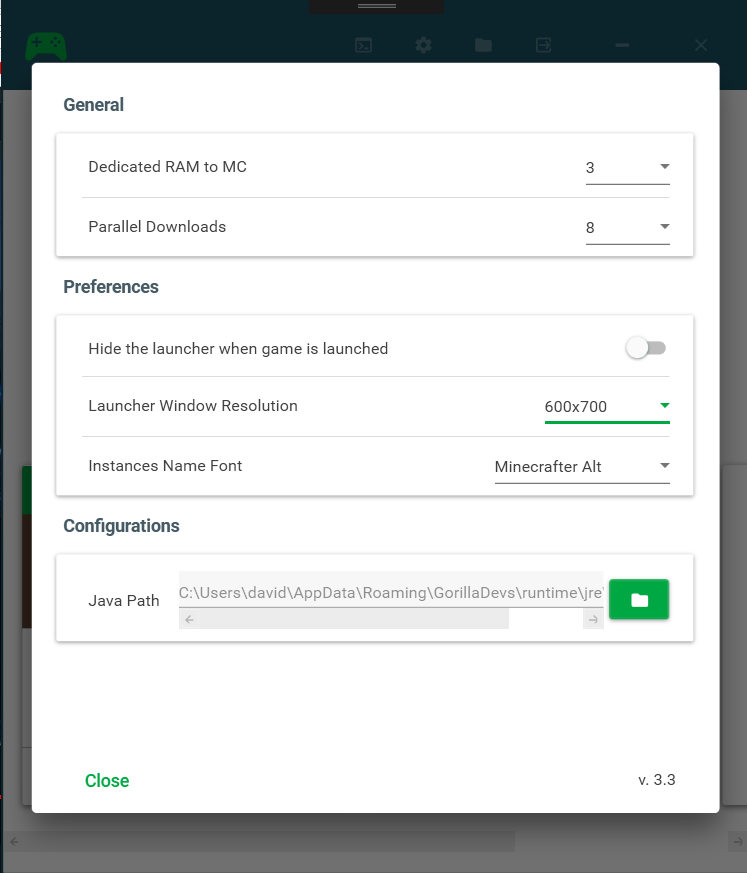 General
Dedicated RAM to MC
3
Parallel Downloads
8
Preferences
Hide the launcher when game is launched
Launcher Window Resolution
600x700
Instances Name Font
Minecrafter Alt
Configurations
Java Path
C:\Users\david\AppData\Roaming\GorillaDevs\runtime\jre\
Close
v. 3.3